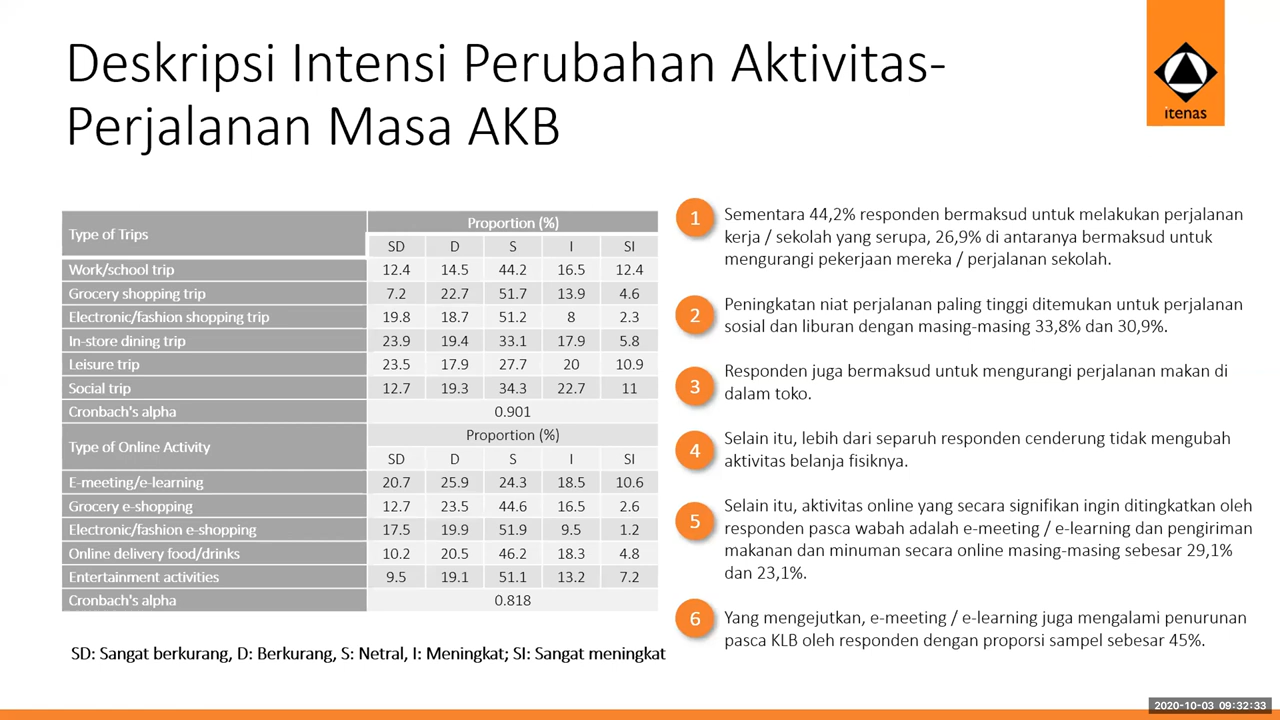 Deskripsi Intensi Perubahan Aktivitas-
Perjalanan Masa AKB
itenas
Type of Trips Proportion (%)
SD D S I SI
Work/school trip 12.4 14.5 44.2 16.5 12.4
Grocery shopping trip 7.2 22.7 51.7 13.9 4.6
Electronic/fashion shopping trip 19.8 18.7 51.2 8 2.3
In-store dining trip 23.9 19.4 33.1 17.9 5.8
Leisure trip 23.5 17.9 27.7 20 10.9
Social trip 12.7 19.3 34.3 22.7 11
Cronbach's alpha 0.901
Type of Online Activity Proportion (%)
SD D S I SI
E-meeting/e-learning 20.7 25.9 24.3 18.5 10.6
Grocery e-shopping 12.7 23.5 44.6 16.5 2.6
Electronic/fashion e-shopping 17.5 19.9 51.9 9.5 1.2
Online delivery food/drinks 10.2 20.5 46.2 18.3 4.8
Entertainment activities 9.5 19.1 51.1 13.2 7.2
Cronbach's alpha 0.818
SD: Sangat berkurang, D: Berkurang, S: Netral, I: Meningkat; SI: Sangat meningkat
1 Sementara 44,2% responden bermaksud untuk melakukan perjalanan
kerja / sekolah yang serupa, 26,9% di antaranya bermaksud untuk
mengurangi pekerjaan mereka / perjalanan sekolah.
2 Peningkatan niat perjalanan paling tinggi ditemukan untuk perjalanan
sosial dan liburan dengan masing-masing 33,8% dan 30,9%.
3 Responden juga bermaksud untuk mengurangi perjalanan makan di
dalam toko.
4 Selain itu, lebih dari separuh responden cenderung tidak mengubah
aktivitas belanja fisiknya.
5 Selain itu, aktivitas online yang secara signifikan ingin ditingkatkan oleh
responden pasca wabah adalah e-meeting / e-learning dan pengiriman
makanan dan minuman secara online masing-masing sebesar 29,1%
dan 23,1%.
6 Yang mengejutkan, e-meeting / e-learning juga mengalami penurunan
pasca KLB oleh responden dengan proporsi sampel sebesar 45%.
2020-10-03 09:32:33